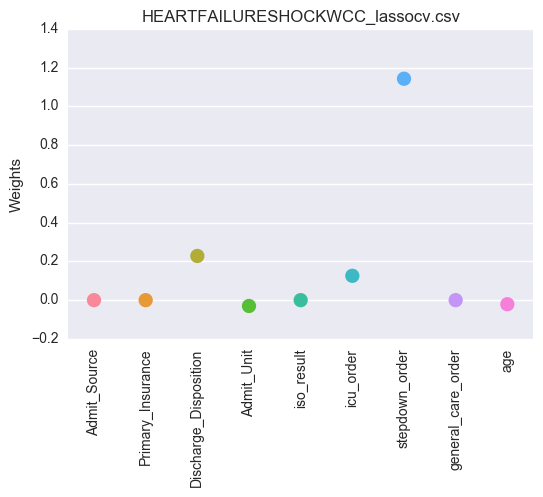 HEARTFAILURESHOCKWCC_lassocv.csv
1.4
1.2
1.0
0.8
0.6
0.4
0.2
0.0
−0.2
Weights
Admit_Source
Primary_Insurance
Discharge_Disposition
Admit_Unit
iso_result
icu_order
stepdown_order
general_care_order
age